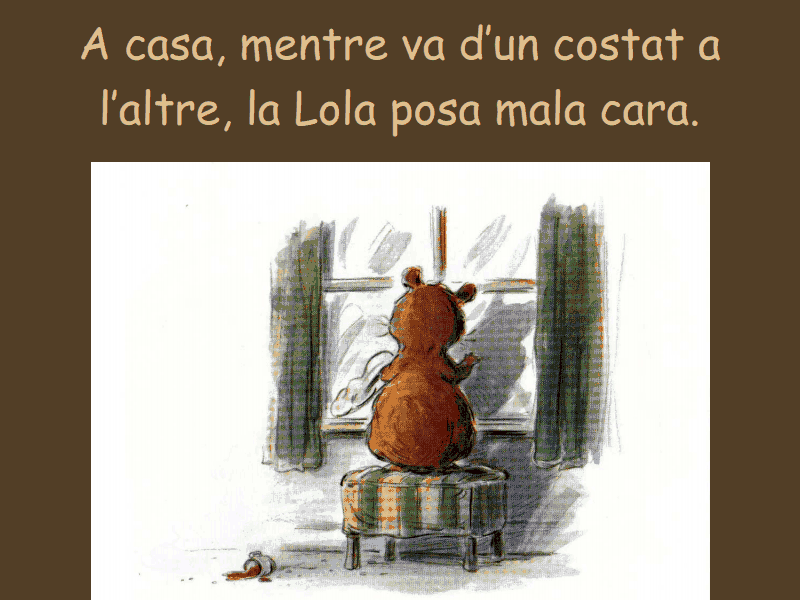 A casa, mentre va d'un costat a
l'altre, la Lola posa mala cara.